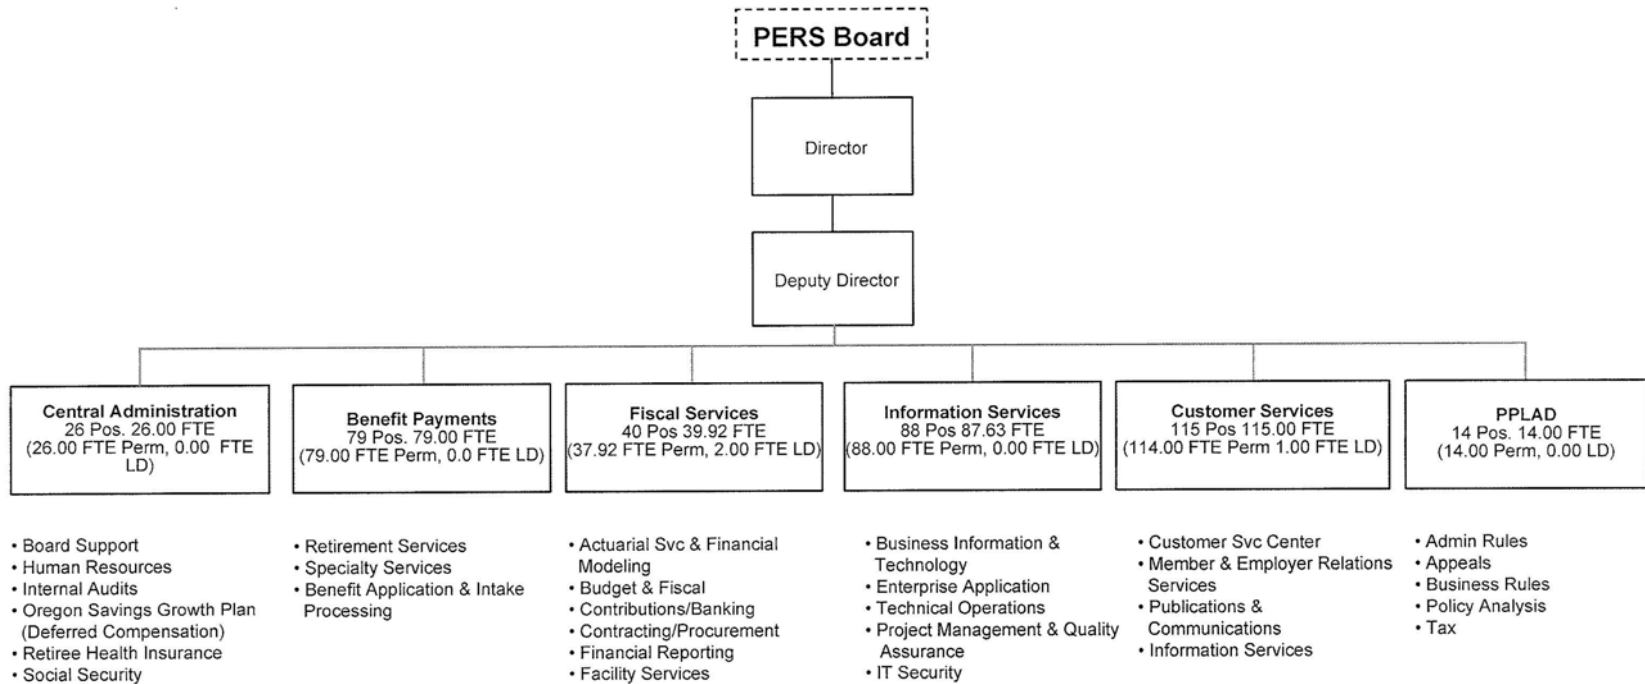 PERS Board
Director
Deputy Director
Central Administration
26 Pos. 26.00 FTE
(26.00 FTE Perm, 0.00 FTE
LD)
Benefit Payments
79 Pos. 79.00 FTE
(79.00 FTE Perm, 0.0 FTE LD)
Fiscal Services
40 Pos 39.92 FTE
(37.92 FTE Perm, 2.00 FTE LD)
Information Services
88 Pos 87.63 FTE
(88.00 FTE Perm, 0.00 FTE LD)
Customer Services
115 Pos 115.00 FTE
(114.00 FTE Perm 1.00 FTE LD)
PPLAD
14 Pos. 14.00 FTE
(14.00 Perm, 0.00 LD)
• Board Support
• Human Resources
• Internal Audits
• Oregon Savings Growth Plan
(Deferred Compensation)
• Retiree Health Insurance
• Social Security
• Retirement Services
• Specialty Services
• Benefit Application & Intake
Processing
• Actuarial Svc & Financial
Modeling
• Budget & Fiscal
• Contributions/Banking
• Contracting/Procurement
• Financial Reporting
• Facility Services
• Business Information &
Technology
• Enterprise Application
• Technical Operations
• Project Management & Quality
Assurance
• IT Security
• Customer Svc Center
• Member & Employer Relations
Services
• Publications &
Communications
• Information Services
• Admin Rules
• Appeals
• Business Rules
• Policy Analysis
• Tax